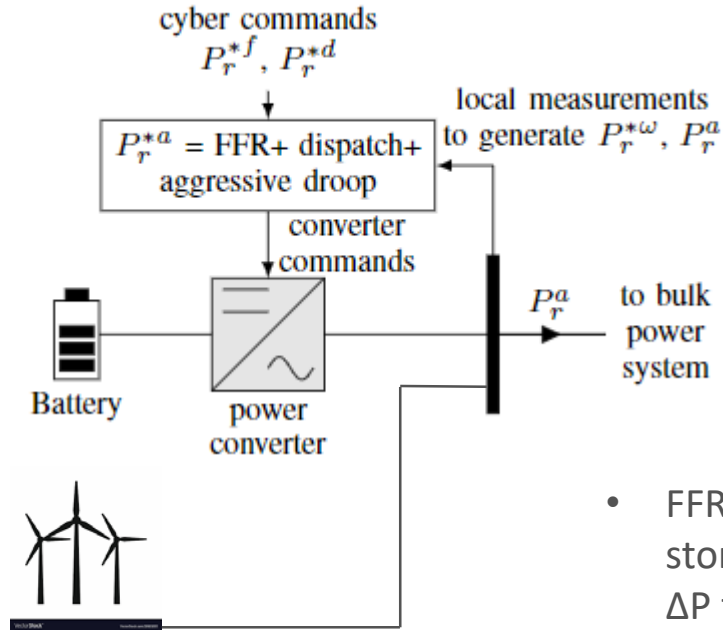 cyber commands
P_r^{*f}, P_r^{*d}
local measurements
to generate P_r^{*ω}, P_r^a
P_r^{*a} = FFR+ dispatch+
aggressive droop
converter
commands
P_r^a
to bulk
power
system
Battery
power
converter
• FFR
stor
ΔP
VectorStock